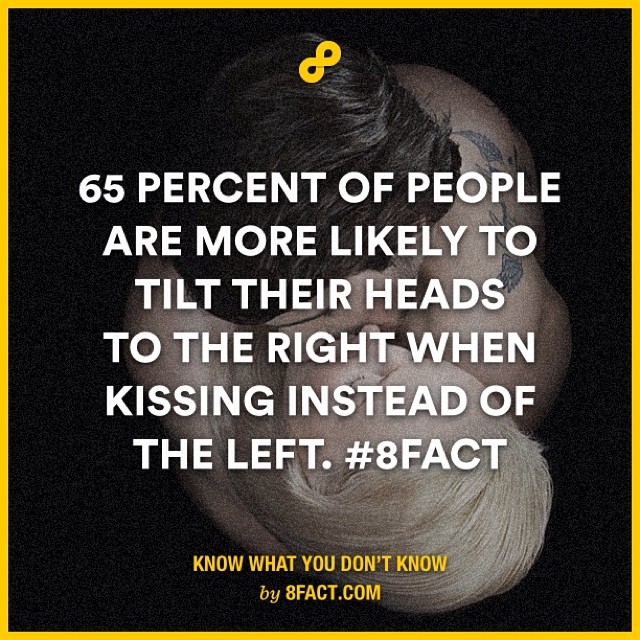 65 PERCENT OF PEOPLE
ARE MORE LIKELY TO
TILT THEIR HEADS
TO THE RIGHT WHEN
KISSING INSTEAD OF
THE LEFT. #8FACT
KNOW WHAT YOU DON'T KNOW
by 8FACT.COM